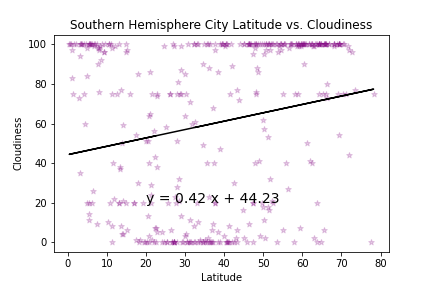 Southern Hemisphere City Latitude vs. Cloudiness
100
80
60
40
20
0
Cloudiness
y = 0.42 x + 44.23
0 10 20 30 40 50 60 70 80
Latitude